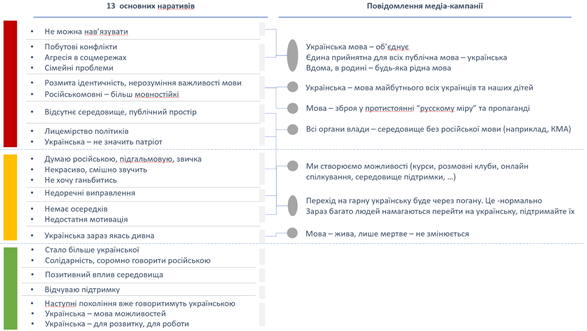 13 основних наративів
Не можна нав'язувати
Побутові конфлікти
Агресія в соцмережах
Сімейні проблеми
Розмита ідентичність, нерозуміння важливості мови
Російськомовні – більш мовностійкі
Відсутнє середовище, публічний простір
Лицемірство політиків
Українська – не значить патріот
Думаю російською, підгальмовую, звичка
Некрасиво, смішно звучить
Не хочу ганьбитись
Недоречні виправлення
Немає осередків
Недостатня мотивація
Українська зараз якась дивна
Стало більше української
Солідарність, соромно говорити російською
Позитивний вплив середовища
Відчуваю підтримку
Наступні покоління вже говоритимуть українською
Українська – мова можливостей
Українська – для розвитку, для роботи
Повідомлення медіа-кампанії
Українська мова – об'єднує
Єдина прийнятна для всіх публічна мова – українська
Вдома, в родині – будь-яка рідна мова
Українська – мова майбутнього всіх українців та наших дітей
Мова – зброя у протистоянні "русскому міру" та пропаганді
Всі органи влади – середовище без російської мови (наприклад, КМА)
Ми створюємо можливості (курси, розмовні клуби, онлайн
спілкування, середовище підтримки, …)
Перехід на гарну українську буде через погану. Це -нормально
Зараз багато людей намагаються перейти на українську, підтримайте їх
Мова – жива, лише мертве – не змінюється